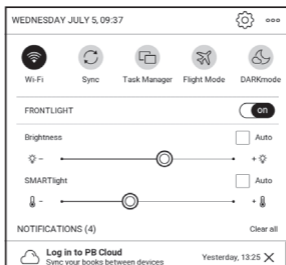 WEDNESDAY JULY 5, 09:37
Wi-Fi Sync Task Manager Flight Mode DARKmode
FRONTLIGHT on
Brightness Auto
SMARTlight Auto
NOTIFICATIONS (4) Clear all
Log in to PB Cloud
Sync your books between devices Yesterday, 13:25